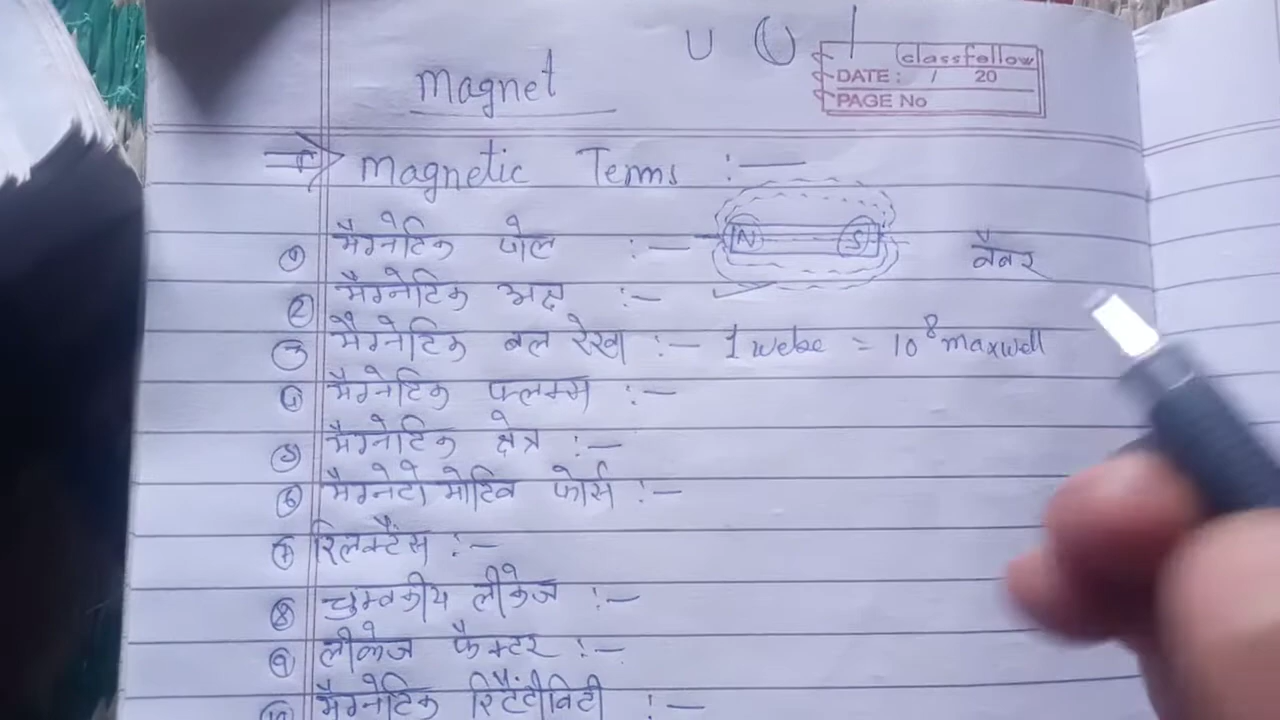 U U |
classfellow
DATE : / 20
PAGE No
Magnet
⇒ Magnetic Terms :—
① मैग्नेटिक पोल :— N S वैबर
② मैग्नेटिक अक्ष :—
③ मैग्नेटिक बल रेखा :— 1 webe = 10⁸ maxwell
④ मैग्नेटिक फ्लक्स :—
⑤ मैग्नेटिक क्षेत्र :—
⑥ मैग्नेटो मोटिव फोर्स :—
⑦ रिलक्टैंस :—
⑧ चुम्बकीय लीकेज :—
⑨ लीकेज फैक्टर :—
⑩ मैग्नेटिक रिटैंटीविटी :—